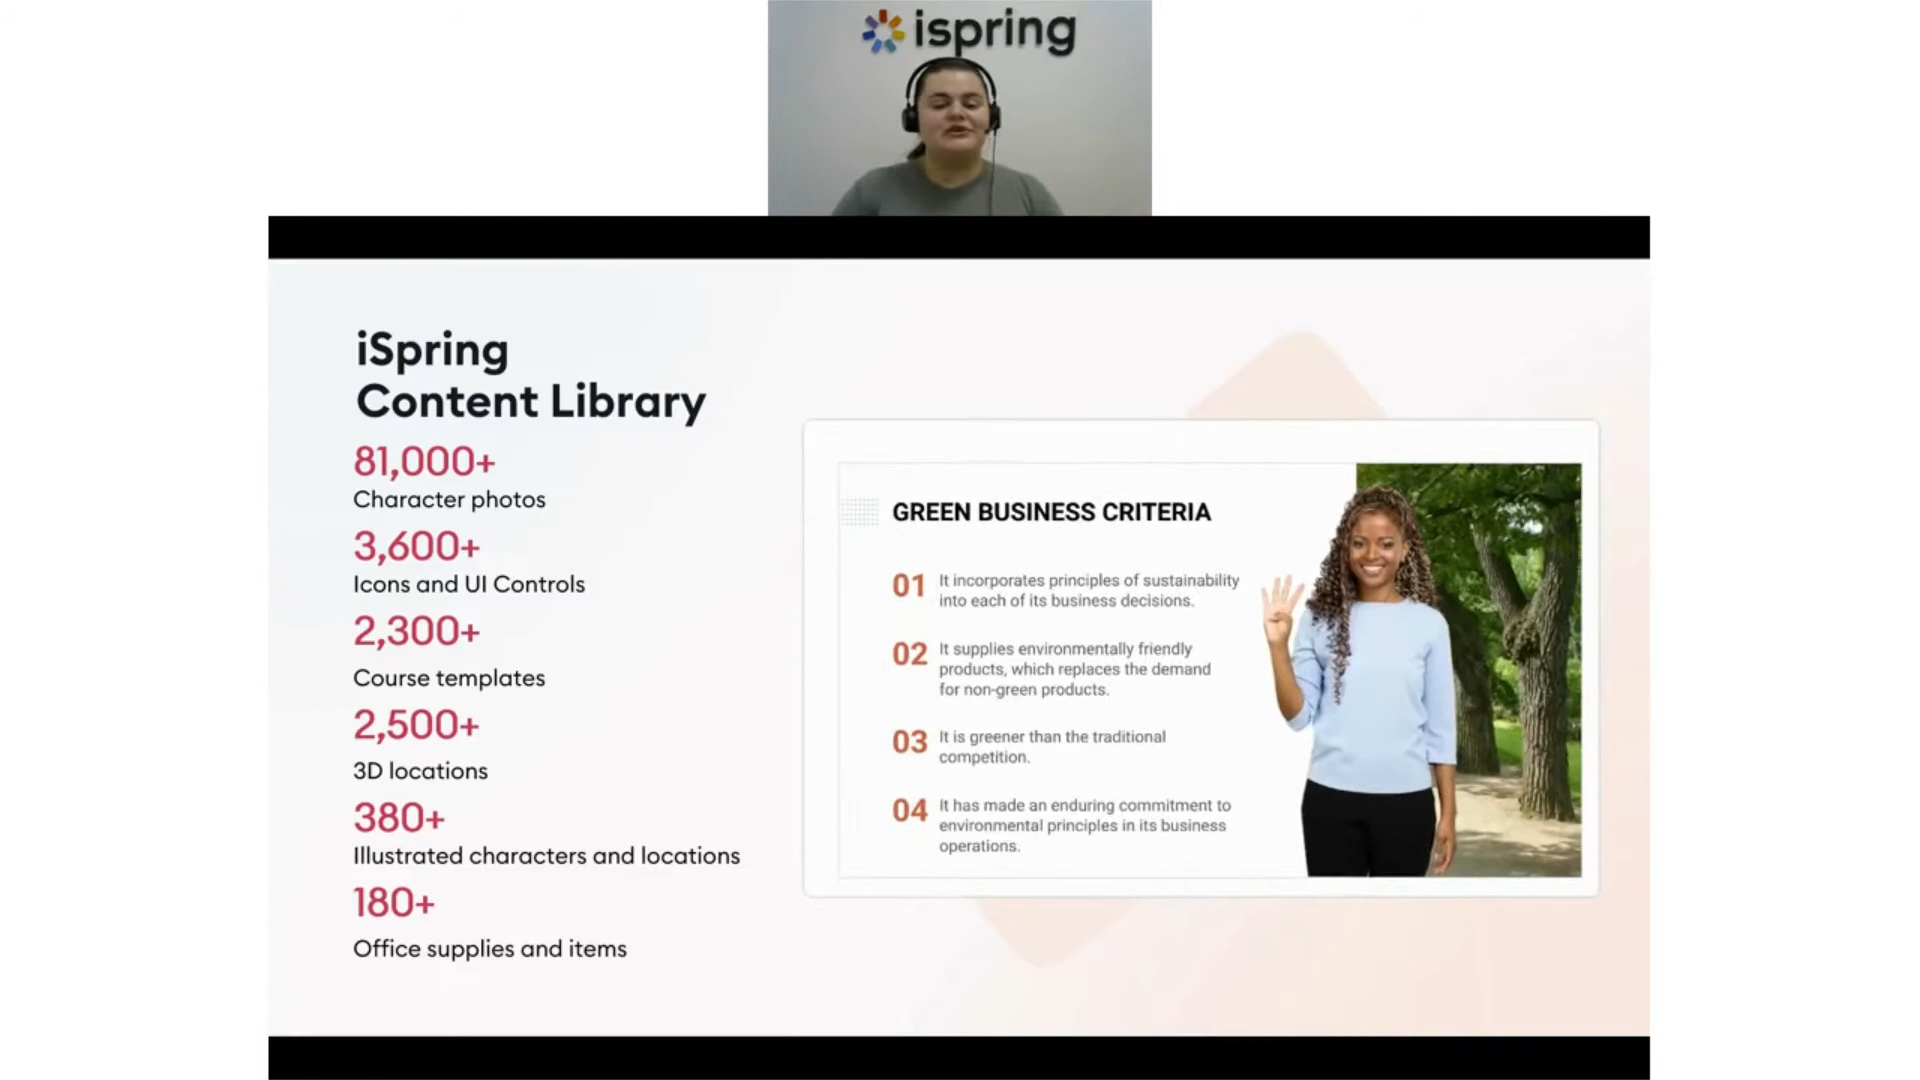 ispring
iSpring
Content Library
81,000+
Character photos
3,600+
Icons and UI Controls
2,300+
Course templates
2,500+
3D locations
380+
Illustrated characters and locations
180+
Office supplies and items
GREEN BUSINESS CRITERIA
01 It incorporates principles of sustainability
into each of its business decisions.
02 It supplies environmentally friendly
products, which replaces the demand
for non-green products.
03 It is greener than the traditional
competition.
04 It has made an enduring commitment to
environmental principles in its business
operations.